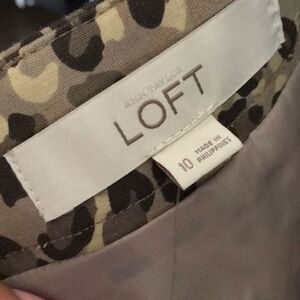 ANN TAYLOR
LOFT
10
MADE IN
PHILIPPINES